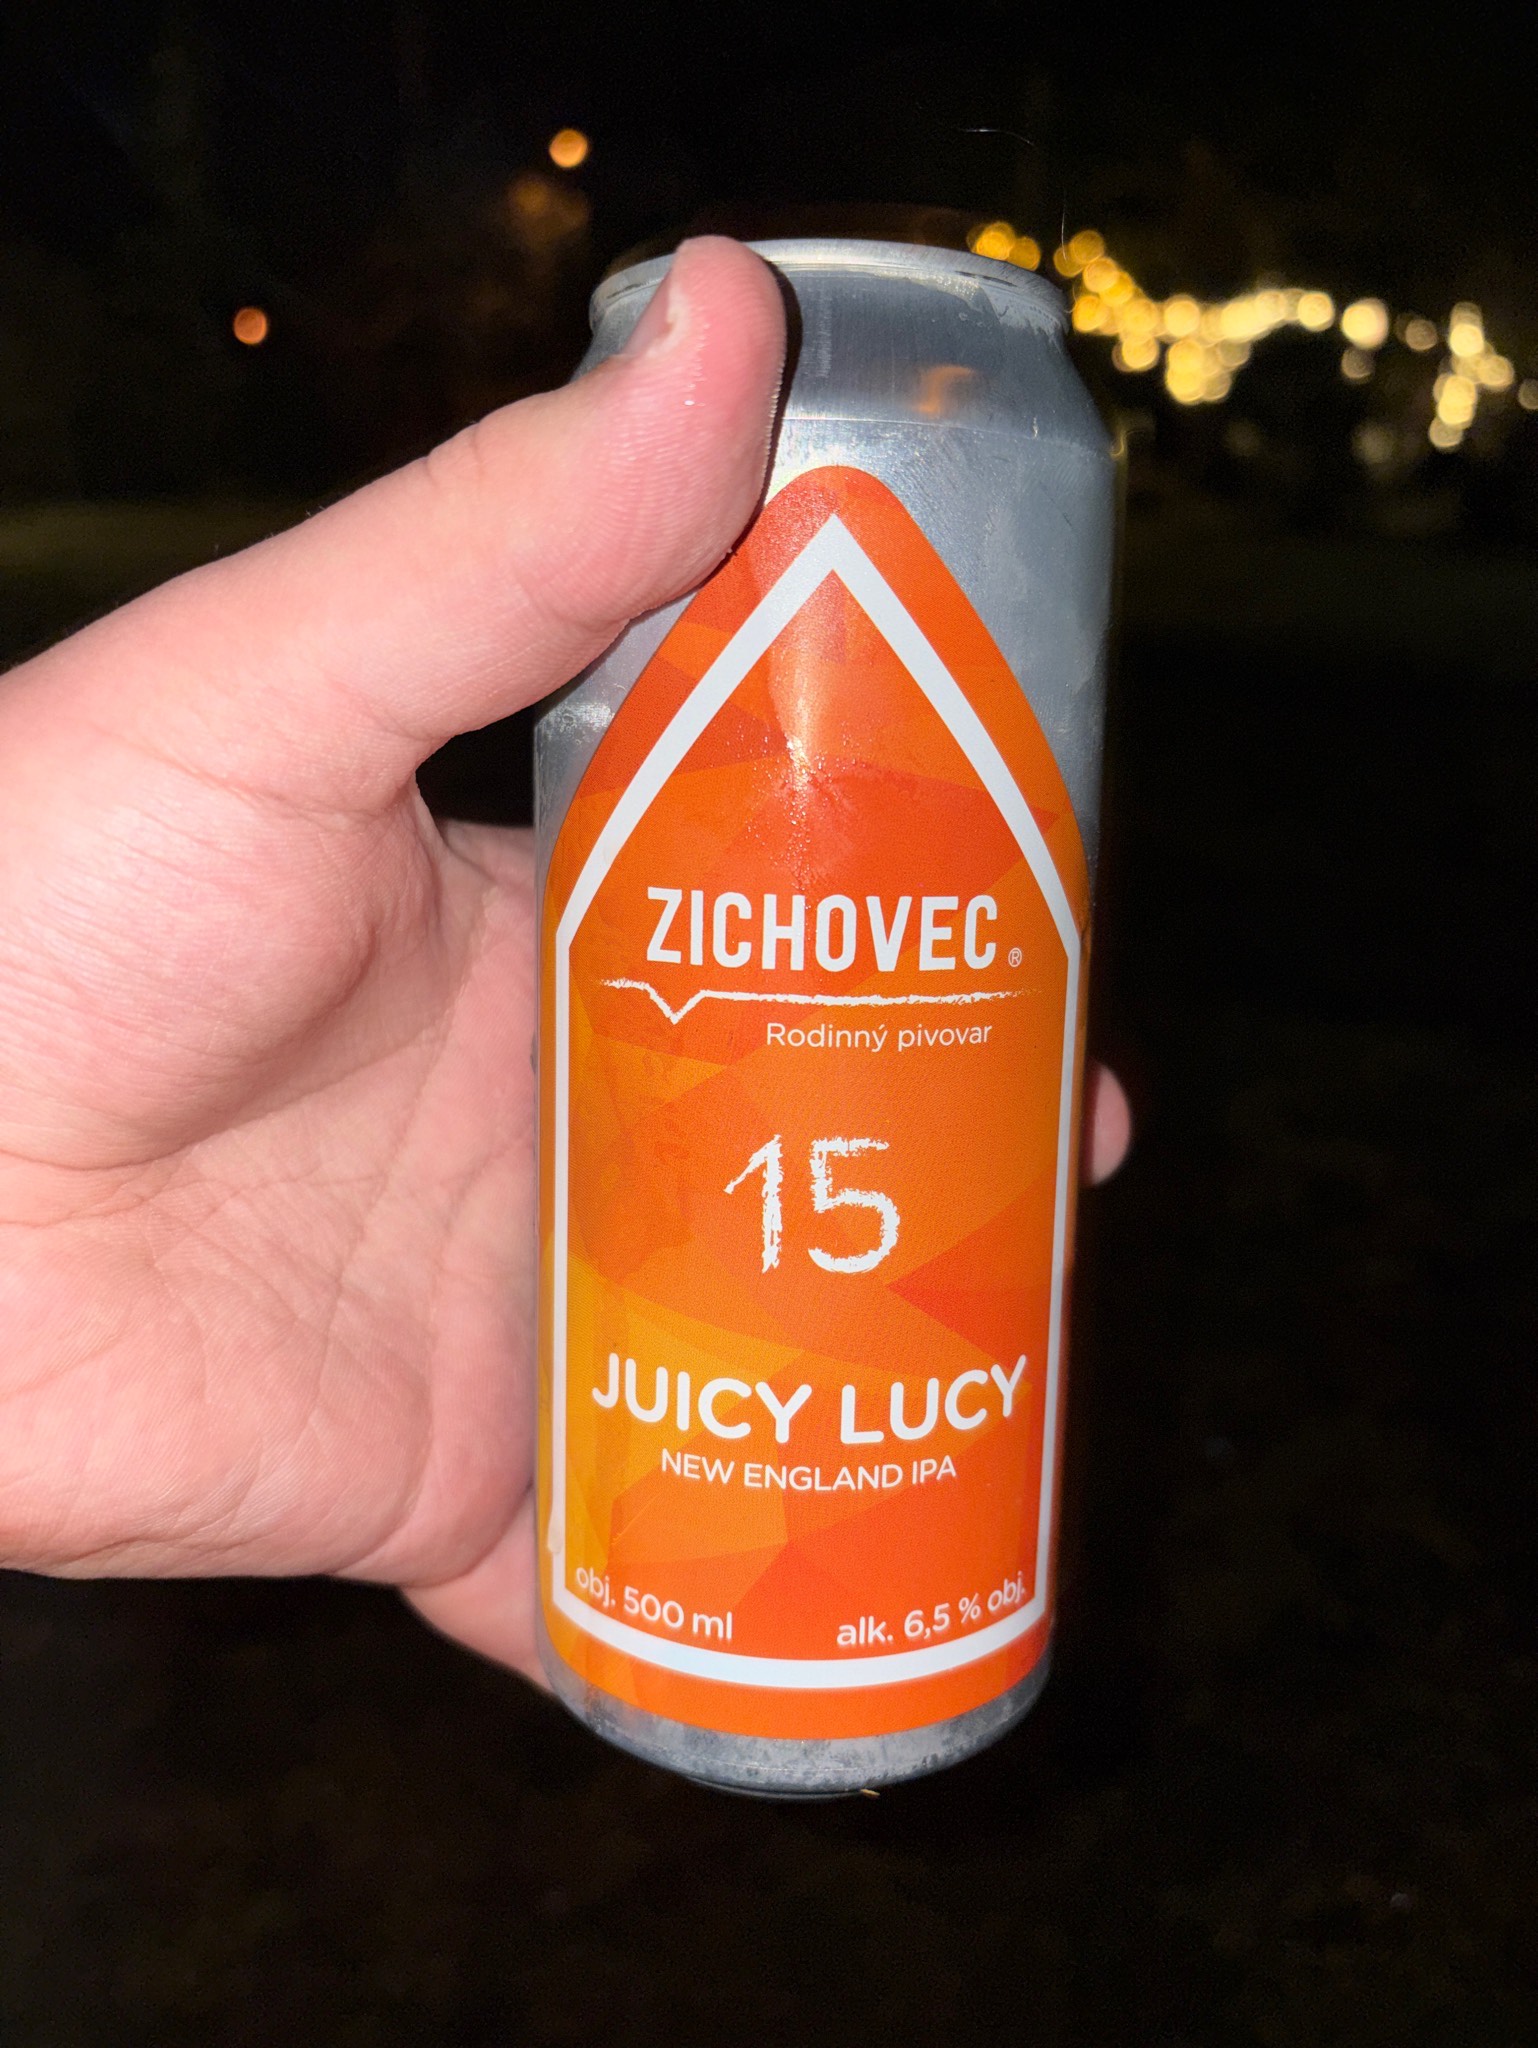 ZICHOVEC®
Rodinný pivovar
15
JUICY LUCY
NEW ENGLAND IPA
obj. 500 ml alk. 6,5 % obj.